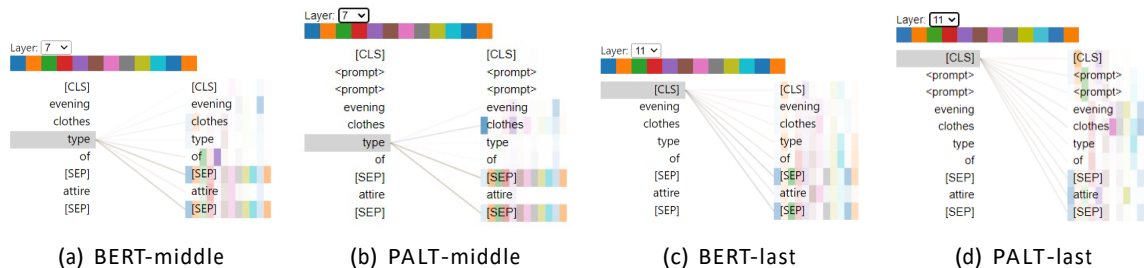 Layer: 7
[CLS] [CLS]
evening evening
clothes clothes
type type
of of
[SEP] [SEP]
attire attire
[SEP] [SEP]
(a) BERT-middle
Layer: 7
[CLS] [CLS]
<prompt> <prompt>
<prompt> <prompt>
evening evening
clothes clothes
type type
of of
[SEP] [SEP]
attire attire
[SEP] [SEP]
(b) PALT-middle
Layer: 11
[CLS] [CLS]
evening evening
clothes clothes
type type
of of
[SEP] [SEP]
attire attire
[SEP] [SEP]
(c) BERT-last
Layer: 11
[CLS] [CLS]
<prompt> <prompt>
<prompt> <prompt>
evening evening
clothes clothes
type type
of of
[SEP] [SEP]
attire attire
[SEP] [SEP]
(d) PALT-last